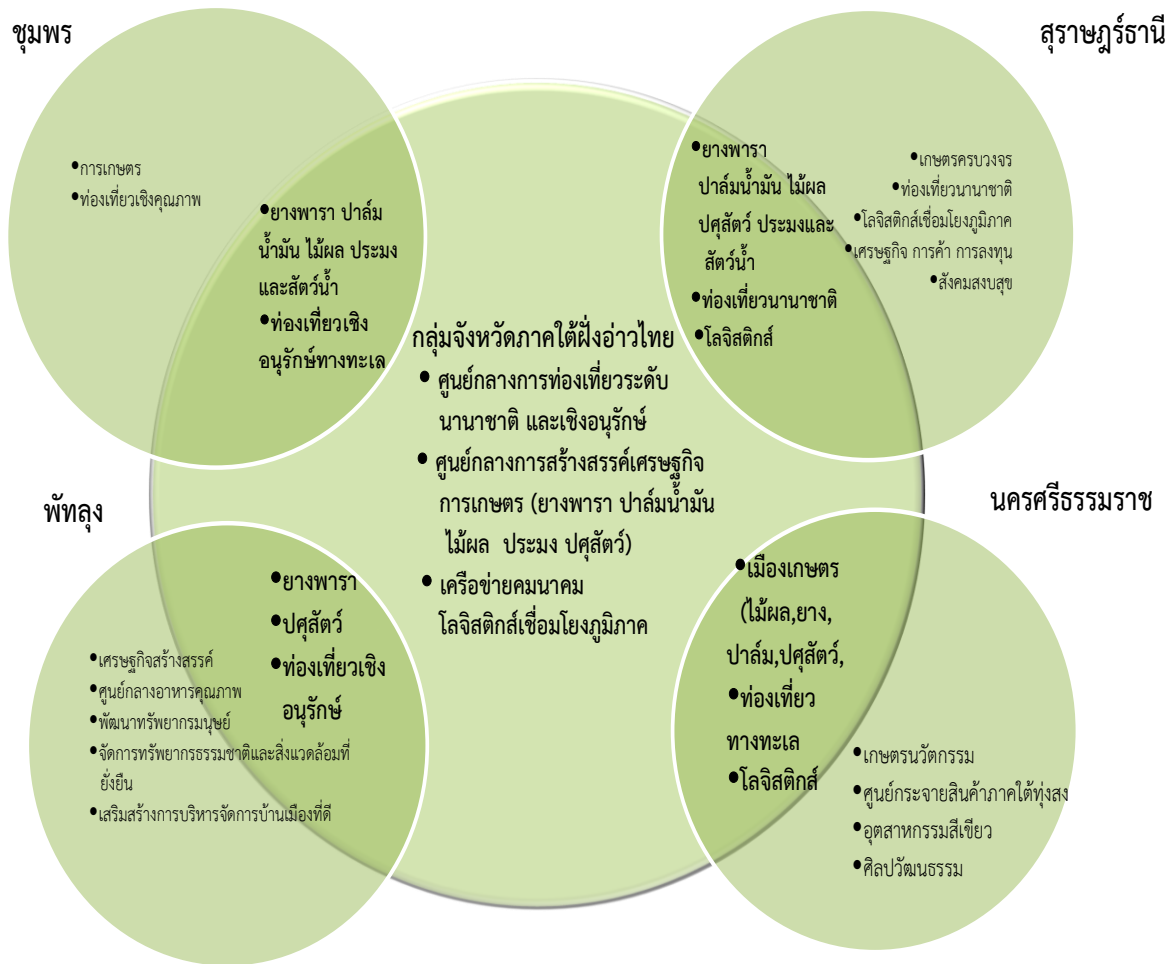 ชุมพร
•การเกษตร
•ท่องเที่ยวเชิงคุณภาพ
•ยางพารา ปาล์ม
น้ำมัน ไม้ผล ประมง
และสัตว์น้ำ
•ท่องเที่ยวเชิง
อนุรักษ์ทางทะเล
สุราษฎร์ธานี
•ยางพารา
ปาล์มน้ำมัน ไม้ผล
ปศุสัตว์ ประมงและ
สัตว์น้ำ
•ท่องเที่ยวนานาชาติ
•โลจิสติกส์
•เกษตรครบวงจร
•ท่องเที่ยวนานาชาติ
•โลจิสติกส์เชื่อมโยงภูมิภาค
•เศรษฐกิจ การค้า การลงทุน
•สังคมสงบสุข
กลุ่มจังหวัดภาคใต้ฝั่งอ่าวไทย
• ศูนย์กลางการท่องเที่ยวระดับ
นานาชาติ และเชิงอนุรักษ์
• ศูนย์กลางการสร้างสรรค์เศรษฐกิจ
การเกษตร (ยางพารา ปาล์มน้ำมัน
ไม้ผล ประมง ปศุสัตว์)
• เครือข่ายคมนาคม
โลจิสติกส์เชื่อมโยงภูมิภาค
พัทลุง
•ยางพารา
•ปศุสัตว์
•ท่องเที่ยวเชิง
อนุรักษ์
•เศรษฐกิจสร้างสรรค์
•ศูนย์กลางอาหารคุณภาพ
•พัฒนาทรัพยากรมนุษย์
•จัดการทรัพยากรธรรมชาติและสิ่งแวดล้อมที่
ยั่งยืน
•เสริมสร้างการบริหารจัดการบ้านเมืองที่ดี
นครศรีธรรมราช
•เมืองเกษตร
(ไม้ผล,ยาง,
ปาล์ม,ปศุสัตว์,
•ท่องเที่ยว
ทางทะเล
•โลจิสติกส์
•เกษตรนวัตกรรม
•ศูนย์กระจายสินค้าภาคใต้ทุ่งสง
•อุตสาหกรรมสีเขียว
•ศิลปวัฒนธรรม